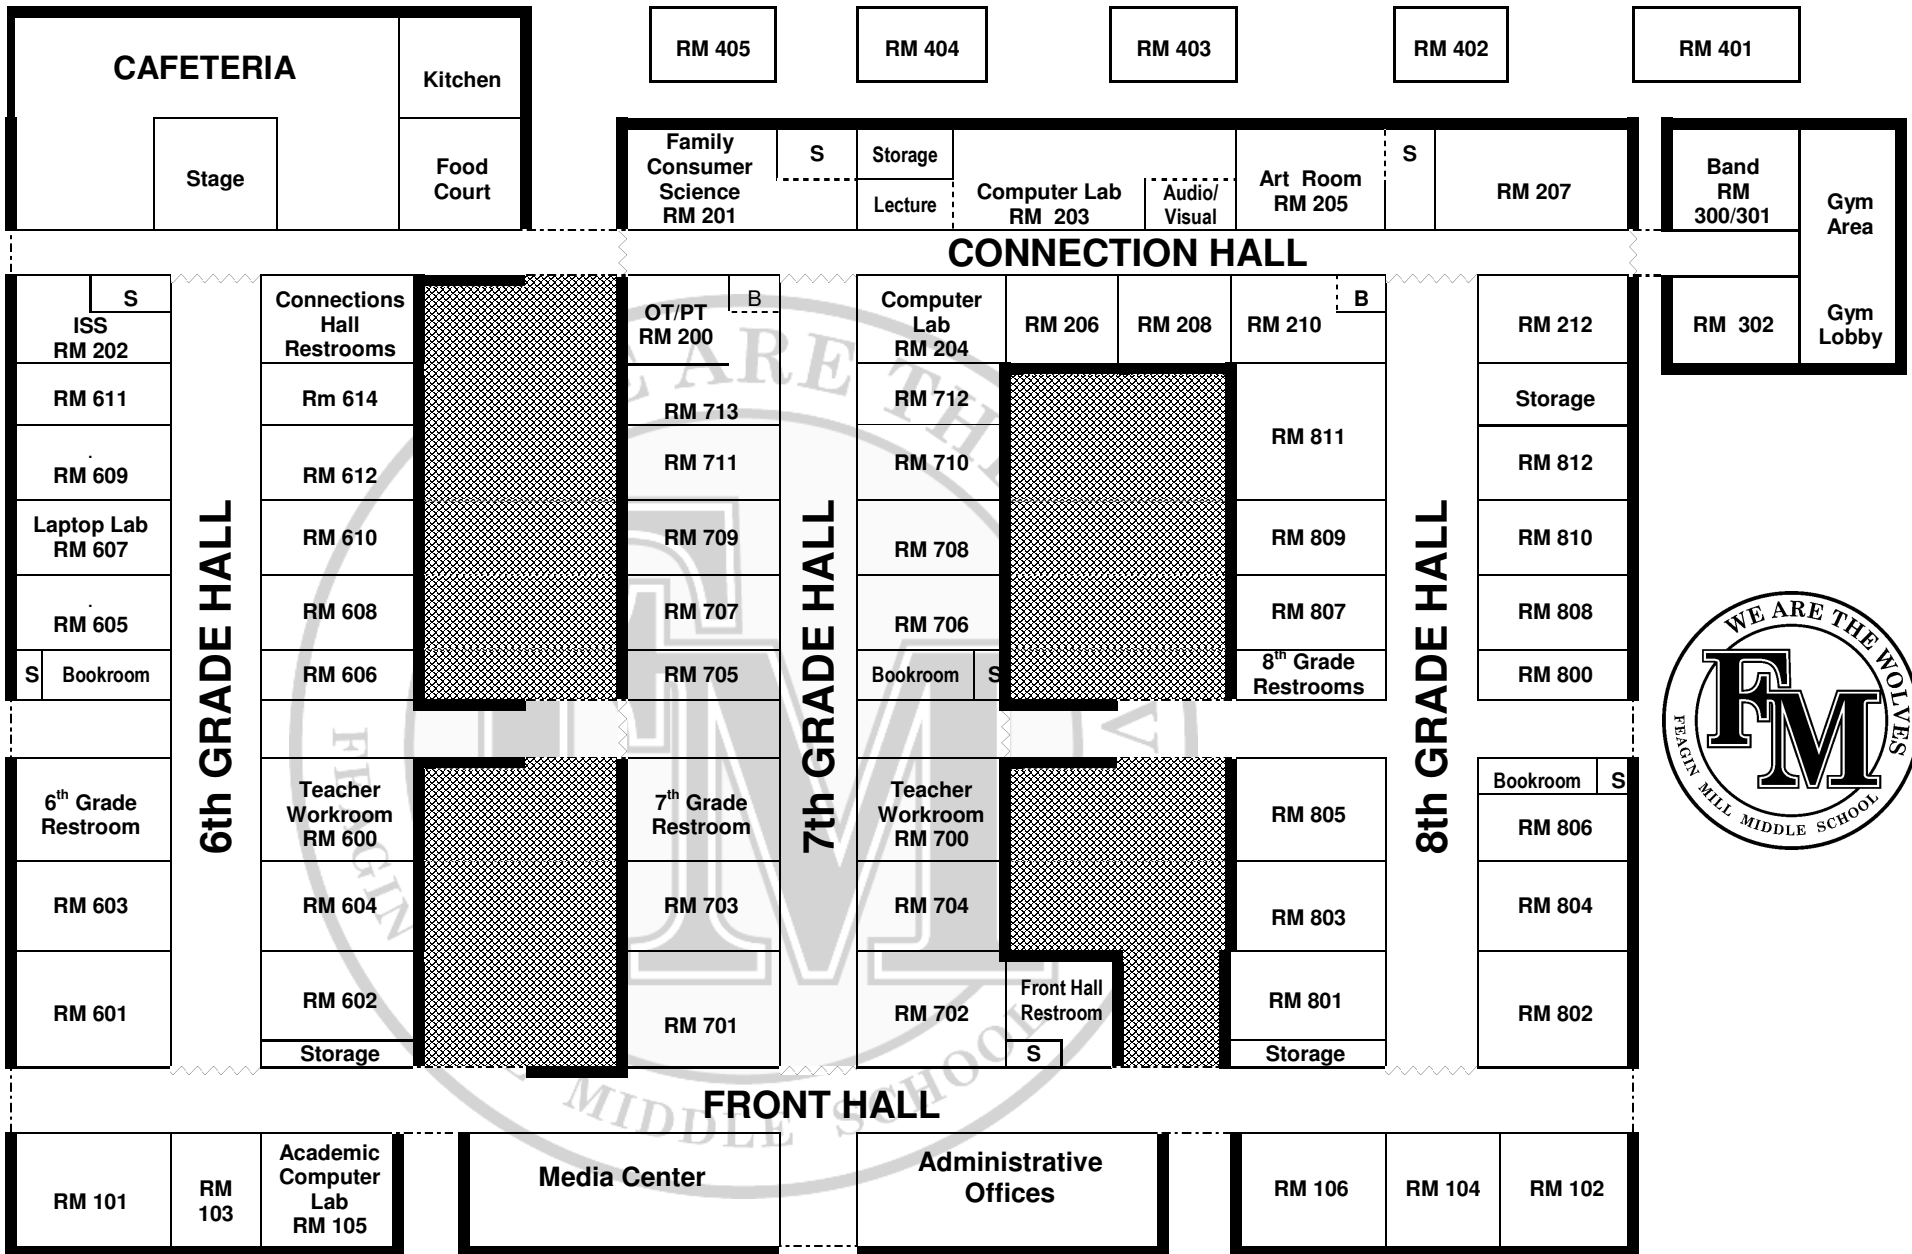 CAFETERIA
Kitchen
Stage
Food
Court
RM 405
RM 404
RM 403
RM 402
RM 401
Family
Consumer
Science
RM 201
S
Storage
Lecture
Computer Lab
RM 203
Audio/
Visual
Art Room
RM 205
S
RM 207
Band
RM
300/301
Gym
Area
CONNECTION HALL
S
ISS
RM 202
Connections
Hall
Restrooms
OT/PT
RM 200
B
Computer
Lab
RM 204
RM 206
RM 208
RM 210
B
RM 212
RM 302
Gym
Lobby
RM 611
Rm 614
RM 713
RM 712
RM 811
Storage
RM 609
RM 612
RM 711
RM 710
RM 812
Laptop Lab
RM 607
RM 610
RM 709
RM 708
RM 809
RM 810
RM 605
RM 608
RM 707
RM 706
RM 807
RM 808
S
Bookroom
RM 606
RM 705
Bookroom
S
8th Grade
Restrooms
RM 800
6th GRADE HALL
7th GRADE HALL
8th GRADE HALL
6th Grade
Restroom
Teacher
Workroom
RM 600
7th Grade
Restroom
Teacher
Workroom
RM 700
RM 805
Bookroom
S
RM 806
RM 603
RM 604
RM 703
RM 704
RM 803
RM 804
RM 601
RM 602
Storage
RM 701
RM 702
Front Hall
Restroom
S
RM 801
Storage
RM 802
FRONT HALL
RM 101
RM
103
Academic
Computer
Lab
RM 105
Media Center
Administrative
Offices
RM 106
RM 104
RM 102
WE ARE THE WOLVES
FM
FEAGIN MILL MIDDLE SCHOOL
WE ARE THE
FM
FEAGIN
MIDDLE SCHOOL